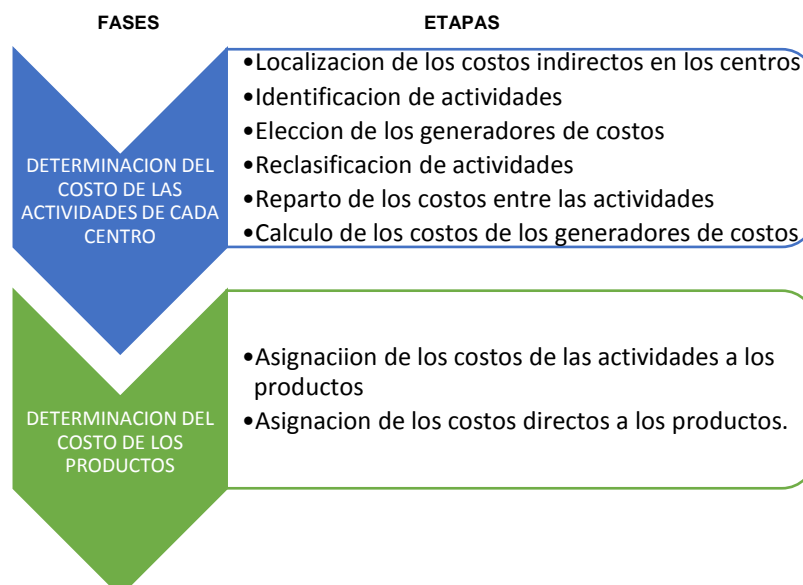 FASES
ETAPAS
DETERMINACION DEL
COSTO DE LAS
ACTIVIDADES DE CADA
CENTRO
•Localizacion de los costos indirectos en los centros
•Identificacion de actividades
•Eleccion de los generadores de costos
•Reclasificacion de actividades
•Reparto de los costos entre las actividades
•Calculo de los costos de los generadores de costos
DETERMINACION DEL
COSTO DE LOS
PRODUCTOS
•Asignaciion de los costos de las actividades a los
productos
•Asignacion de los costos directos a los productos.